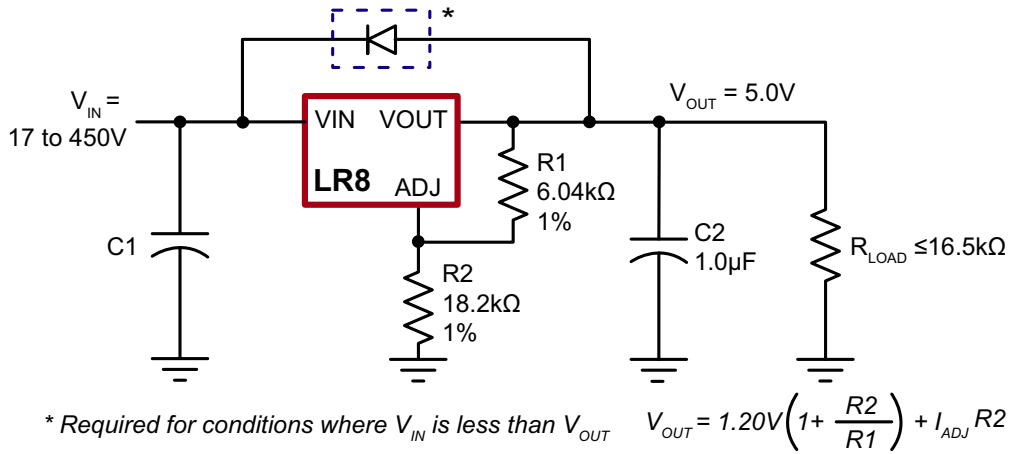 *
V_IN =
17 to 450V
VIN VOUT
LR8 ADJ
V_OUT = 5.0V
R1
6.04kΩ
1%
C1
R2
18.2kΩ
1%
C2
1.0µF
R_LOAD ≤16.5kΩ
* Required for conditions where V_IN is less than V_OUT
V_OUT = 1.20V(1+ R2/R1) + I_ADJ R2